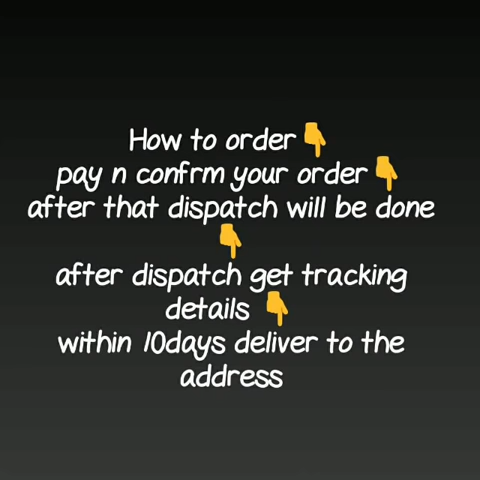 How to order👇
pay n confrm your order👇
after that dispatch will be done
👇
after dispatch get tracking
details 👇
within 10days deliver to the
address